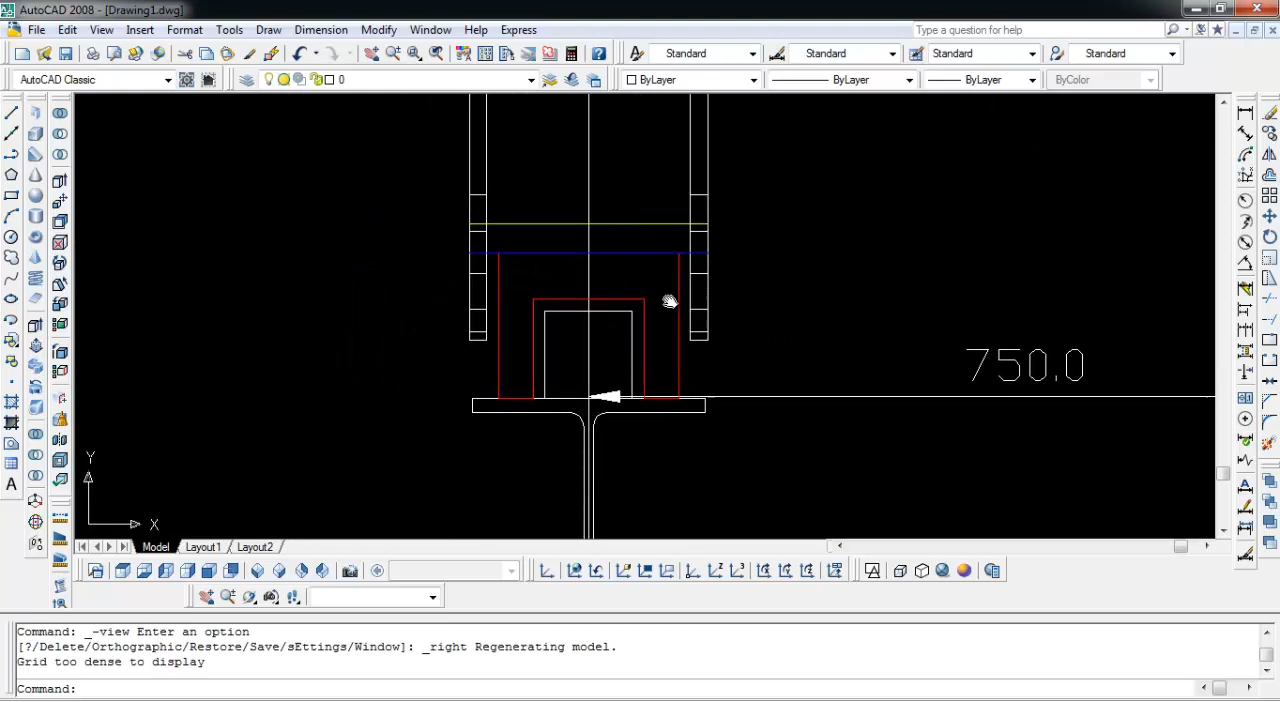 AutoCAD 2008 - [Drawing1.dwg]
File Edit View Insert Format Tools Draw Dimension Modify Window Help Express
Type a question for help
Standard Standard Standard Standard
AutoCAD Classic 0 ByLayer ByLayer ByLayer ByColor
A
750.0
Y
X
Model Layout1 Layout2
Command: _-view Enter an option
[?/Delete/Orthographic/Restore/Save/sEttings/Window]: _right Regenerating model.
Grid too dense to display
Command: